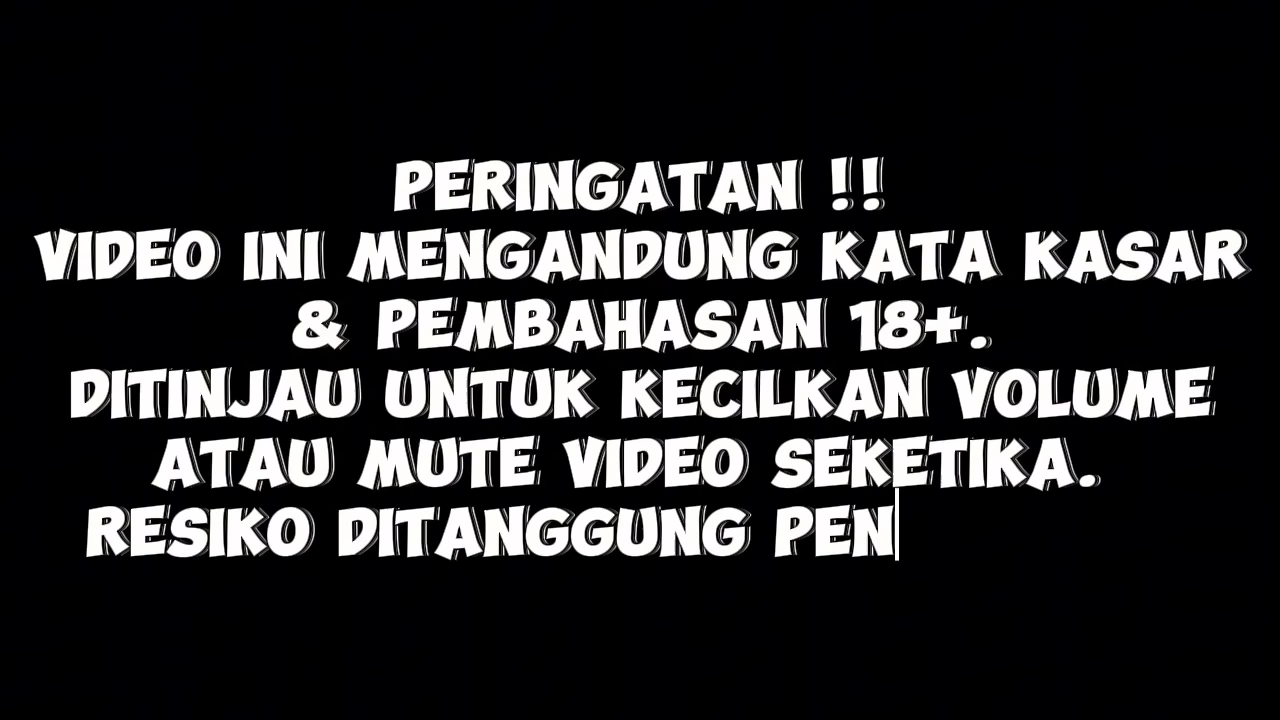 PERINGATAN !!
VIDEO INI MENGANDUNG KATA KASAR
& PEMBAHASAN 18+.
DITINJAU UNTUK KECILKAN VOLUME
ATAU MUTE VIDEO SEKETIKA.
RESIKO DITANGGUNG PEN